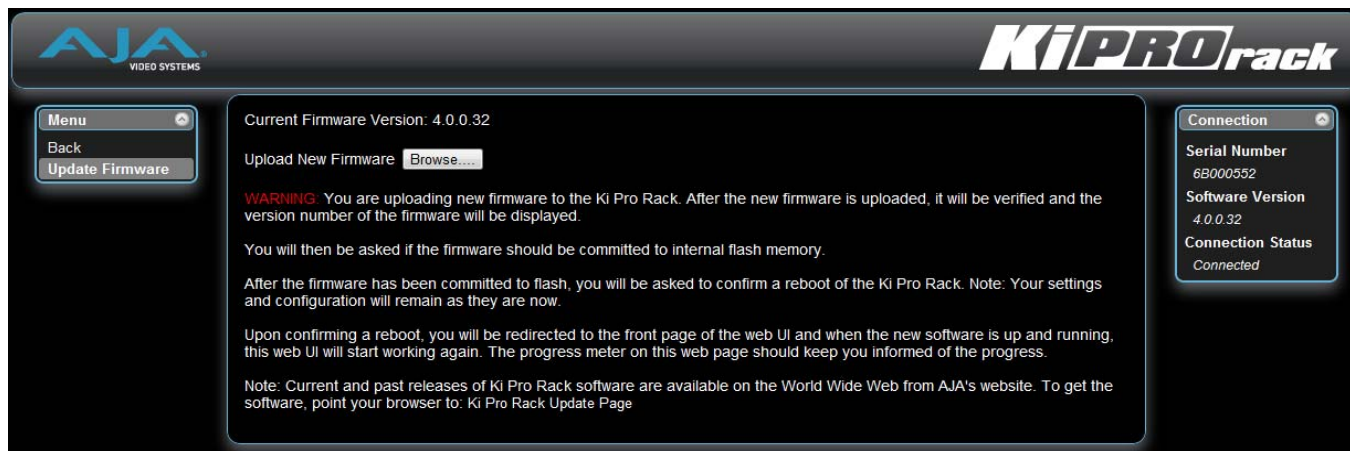 AJA
VIDEO SYSTEMS
KiPROrack
Menu
Back
Update Firmware
Current Firmware Version: 4.0.0.32
Upload New Firmware Browse....
WARNING: You are uploading new firmware to the Ki Pro Rack. After the new firmware is uploaded, it will be verified and the
version number of the firmware will be displayed.
You will then be asked if the firmware should be committed to internal flash memory.
After the firmware has been committed to flash, you will be asked to confirm a reboot of the Ki Pro Rack. Note: Your settings
and configuration will remain as they are now.
Upon confirming a reboot, you will be redirected to the front page of the web UI and when the new software is up and running,
this web UI will start working again. The progress meter on this web page should keep you informed of the progress.
Note: Current and past releases of Ki Pro Rack software are available on the World Wide Web from AJA's website. To get the
software, point your browser to: Ki Pro Rack Update Page
Connection
Serial Number
6B000552
Software Version
4.0.0.32
Connection Status
Connected